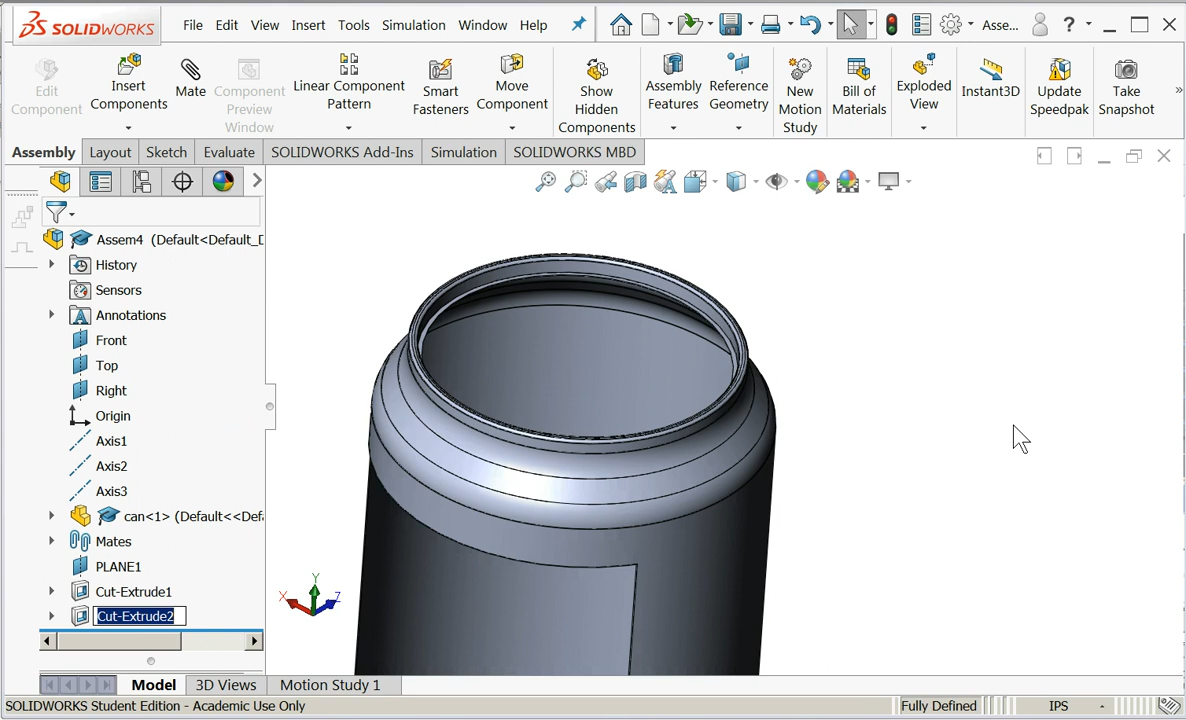 SOLIDWORKS File Edit View Insert Tools Simulation Window Help Asse... ?
Edit Component
Insert Components
Mate
Component Preview Window
Linear Component Pattern
Smart Fasteners
Move Component
Show Hidden Components
Assembly Features
Reference Geometry
New Motion Study
Bill of Materials
Exploded View
Instant3D
Update Speedpak
Take Snapshot
»
Assembly Layout Sketch Evaluate SOLIDWORKS Add-Ins Simulation SOLIDWORKS MBD
Assem4 (Default<Default_D
History
Sensors
Annotations
Front
Top
Right
Origin
Axis1
Axis2
Axis3
can<1> (Default<<Def
Mates
PLANE1
Cut-Extrude1
Cut-Extrude2
X Y Z
Model 3D Views Motion Study 1
SOLIDWORKS Student Edition - Academic Use Only Fully Defined IPS